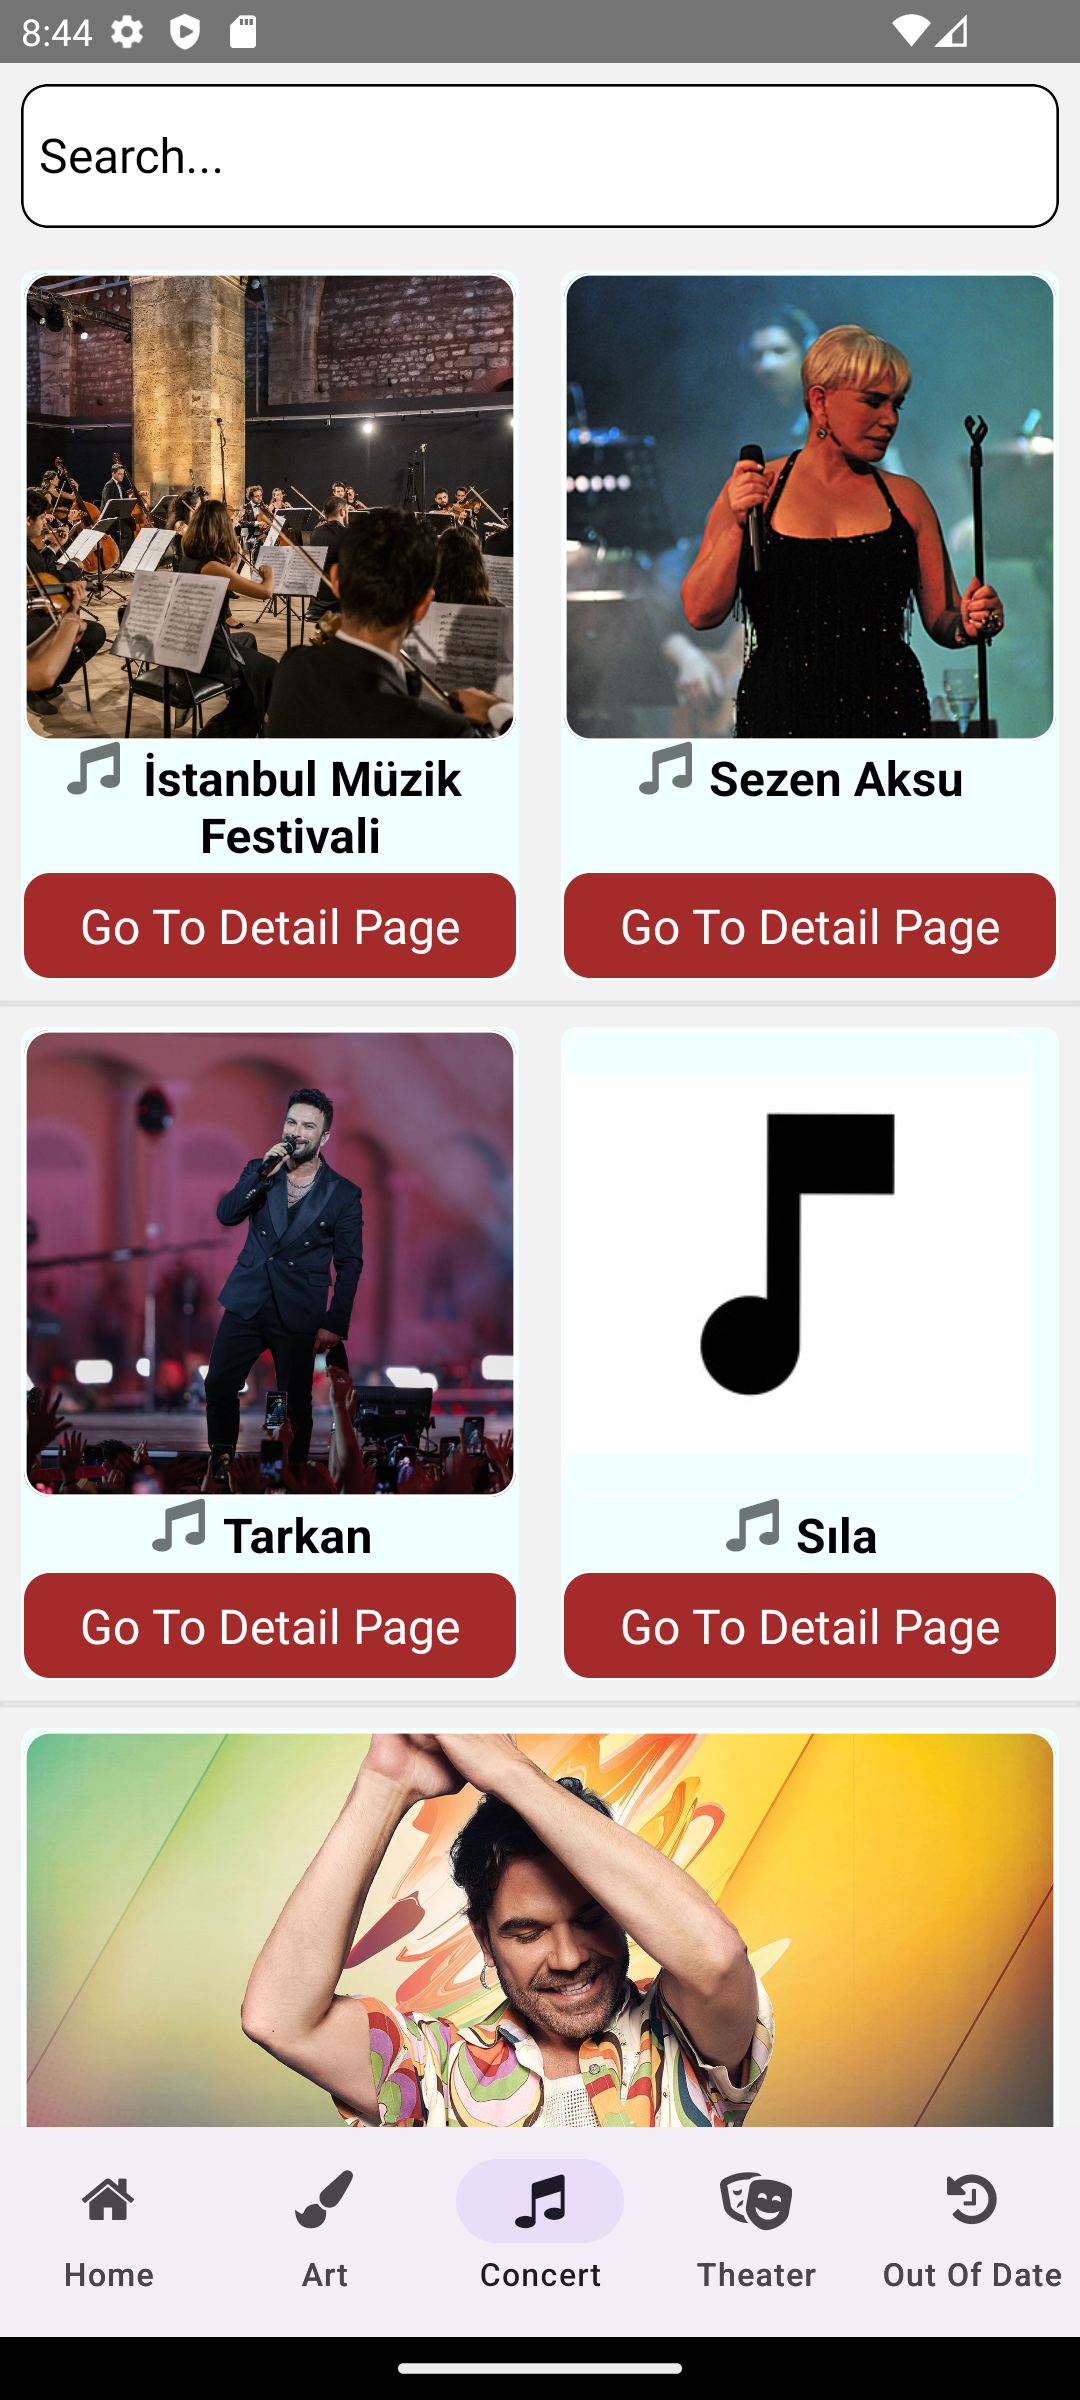 8:44
Search...
İstanbul Müzik
Festivali
Sezen Aksu
Go To Detail Page
Go To Detail Page
Tarkan
Sıla
Go To Detail Page
Go To Detail Page
Home
Art
Concert
Theater
Out Of Date